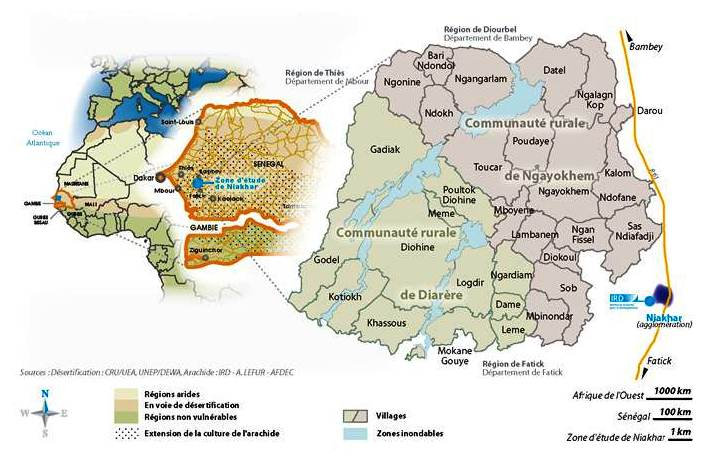 Région de Diourbel
Département de Bambey
Bambey
Région de Thiès
Département de Mbour
Bari
Ndondol
Ngonine
Ngangarlam
Datel
Ngalagn
Kop
Darou
Ndokh
Communauté rurale
Poudaye
de Ngayokhem
Gadiak
Toucar
Kalom
Ngayokhem
Ndofane
Poultok
Diohine
Meme
Mboyene
Communauté rurale
de Diarère
Diohine
Lambanem
Ngan
Fissel
Sas
Ndiafadji
Diokoul
Godel
Logdir
Ngardiam
Sob
Kotiokh
Dame
Mbinondar
Khassous
Leme
Mokane
Gouye
IRD
Niakhar
(agglomération)
Fatick
Région de Fatick
Département de Fatick
Océan
Atlantique
Saint-Louis
SENEGAL
Dakar
Thiès
Mbour
Zone d'étude
de Niakhar
Kaolack
GAMBIE
Ziguinchor
MAURITANIE
MALI
GAMBIE
GUINEE
BISSAU
Sources : Désertification : CRU/UEA, UNEP/DEWA, Arachide : IRD - A. LEFUR - AFDEC
N
W E
S
Régions arides
En voie de désertification
Régions non vulnérables
Extension de la culture de l'arachide
Villages
Zones inondables
Afrique de l'Ouest 1000 km
Sénégal 100 km
Zone d'étude de Niakhar 1 km